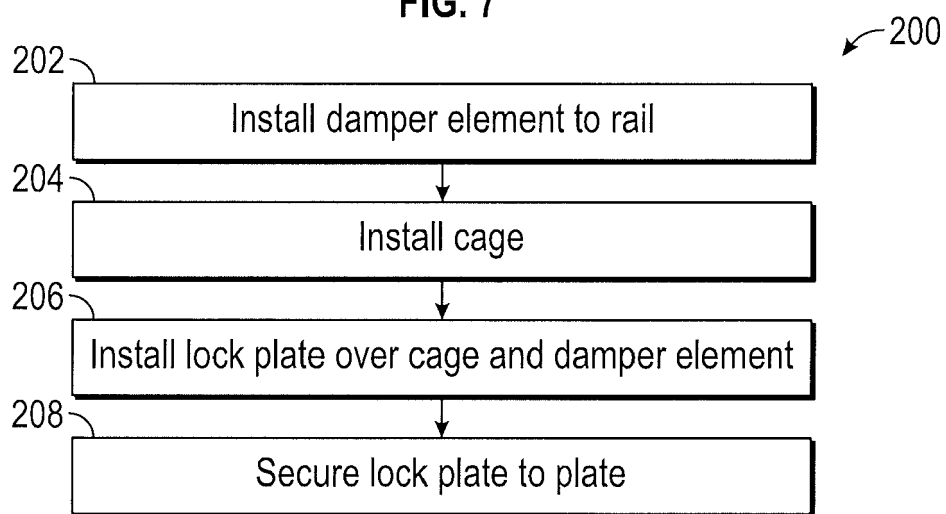 FIG. 7
200
202
Install damper element to rail
204
Install cage
206
Install lock plate over cage and damper element
208
Secure lock plate to plate